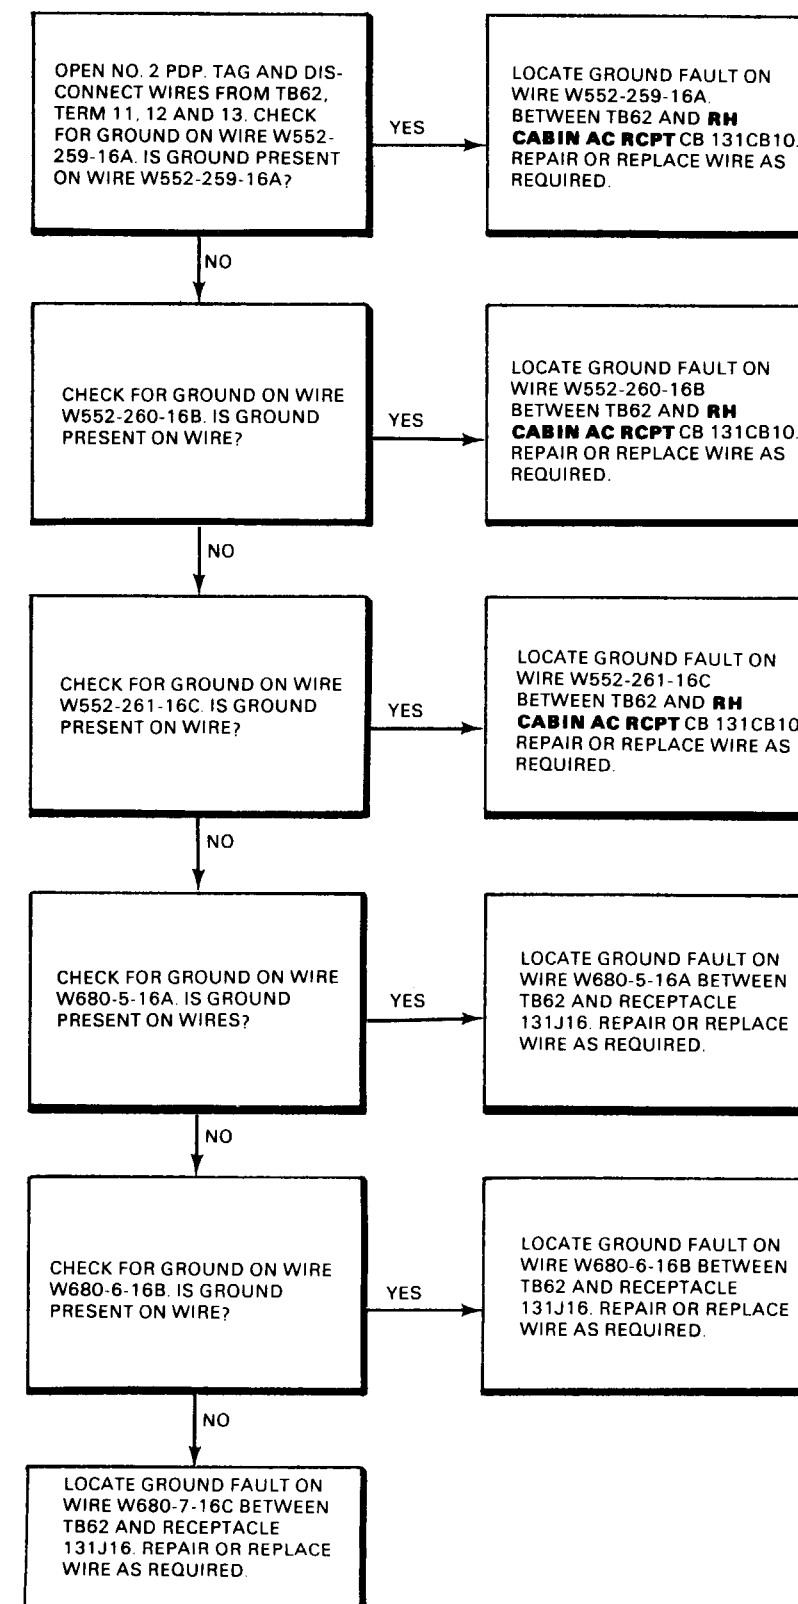 OPEN NO. 2 PDP. TAG AND DIS-
CONNECT WIRES FROM TB62,
TERM 11, 12 AND 13. CHECK
FOR GROUND ON WIRE W552-
259-16A. IS GROUND PRESENT
ON WIRE W552-259-16A?
YES
LOCATE GROUND FAULT ON
WIRE W552-259-16A.
BETWEEN TB62 AND RH
CABIN AC RCPT CB 131CB10.
REPAIR OR REPLACE WIRE AS
REQUIRED.
NO
CHECK FOR GROUND ON WIRE
W552-260-16B. IS GROUND
PRESENT ON WIRE?
YES
LOCATE GROUND FAULT ON
WIRE W552-260-16B
BETWEEN TB62 AND RH
CABIN AC RCPT CB 131CB10.
REPAIR OR REPLACE WIRE AS
REQUIRED.
NO
CHECK FOR GROUND ON WIRE
W552-261-16C. IS GROUND
PRESENT ON WIRE?
YES
LOCATE GROUND FAULT ON
WIRE W552-261-16C
BETWEEN TB62 AND RH
CABIN AC RCPT CB 131CB10
REPAIR OR REPLACE WIRE AS
REQUIRED.
NO
CHECK FOR GROUND ON WIRE
W680-5-16A. IS GROUND
PRESENT ON WIRES?
YES
LOCATE GROUND FAULT ON
WIRE W680-5-16A BETWEEN
TB62 AND RECEPTACLE
131J16. REPAIR OR REPLACE
WIRE AS REQUIRED.
NO
CHECK FOR GROUND ON WIRE
W680-6-16B. IS GROUND
PRESENT ON WIRE?
YES
LOCATE GROUND FAULT ON
WIRE W680-6-16B BETWEEN
TB62 AND RECEPTACLE
131J16. REPAIR OR REPLACE
WIRE AS REQUIRED.
NO
LOCATE GROUND FAULT ON
WIRE W680-7-16C BETWEEN
TB62 AND RECEPTACLE
131J16. REPAIR OR REPLACE
WIRE AS REQUIRED.